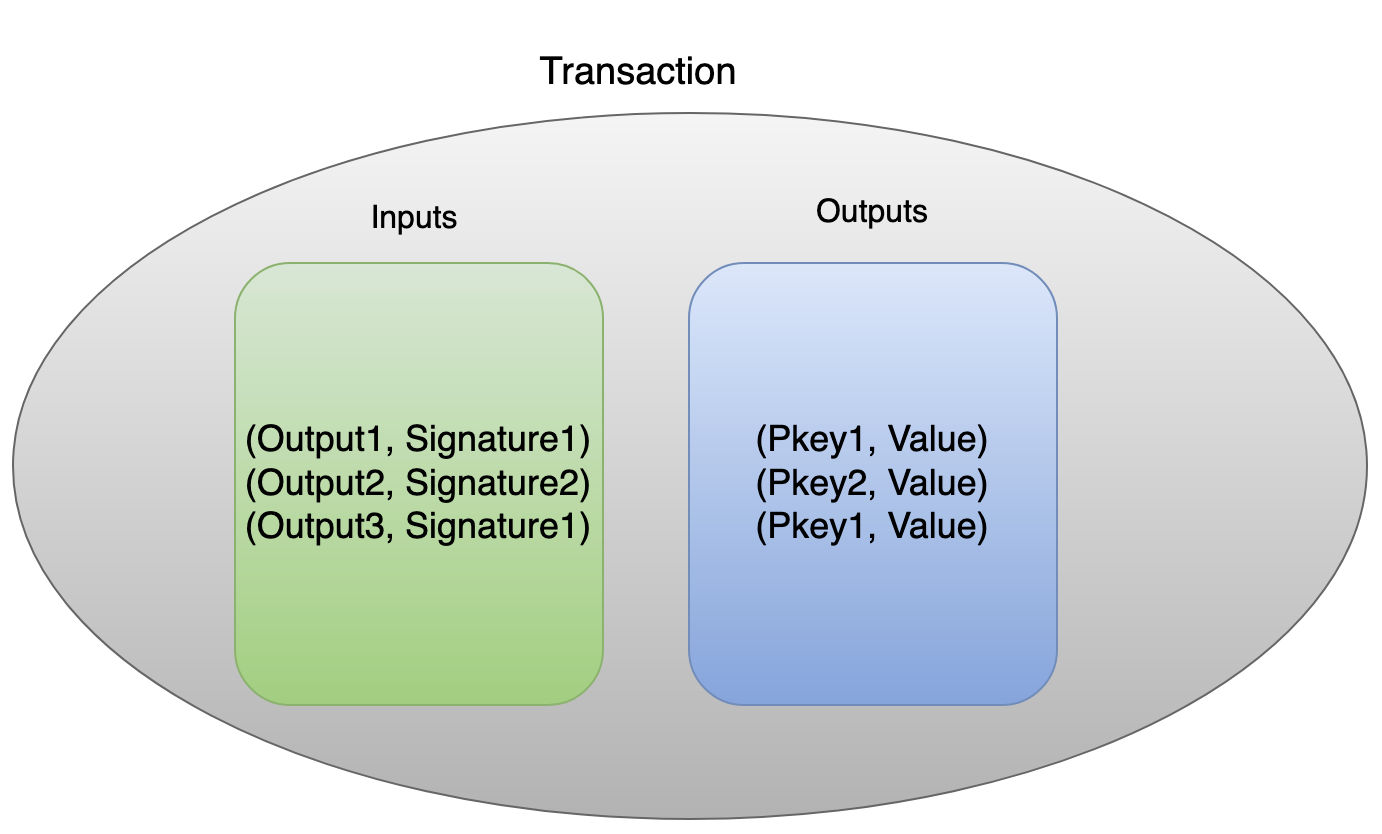 Transaction
Inputs
Outputs
(Output1, Signature1)
(Output2, Signature2)
(Output3, Signature1)
(Pkey1, Value)
(Pkey2, Value)
(Pkey1, Value)